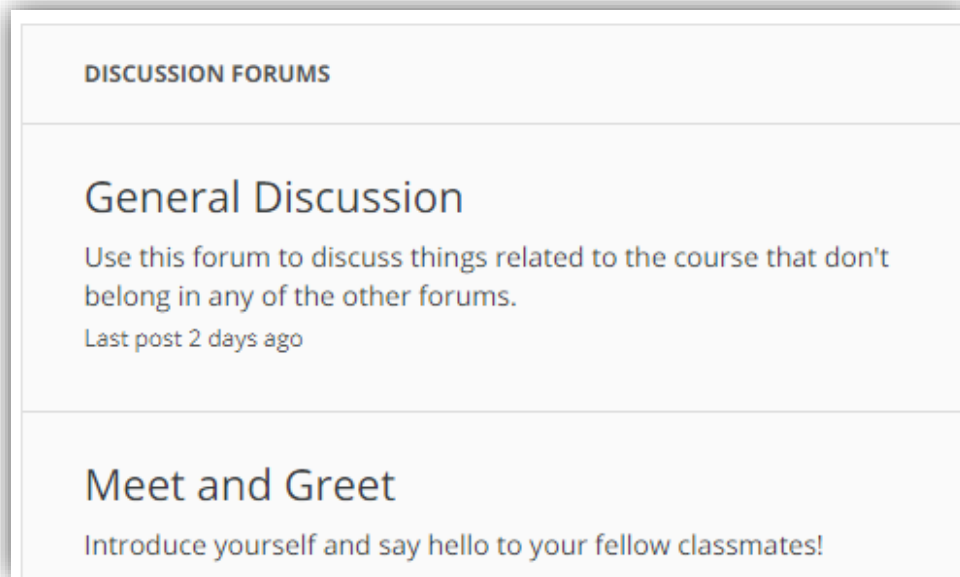 DISCUSSION FORUMS
General Discussion
Use this forum to discuss things related to the course that don't
belong in any of the other forums.
Last post 2 days ago
Meet and Greet
Introduce yourself and say hello to your fellow classmates!